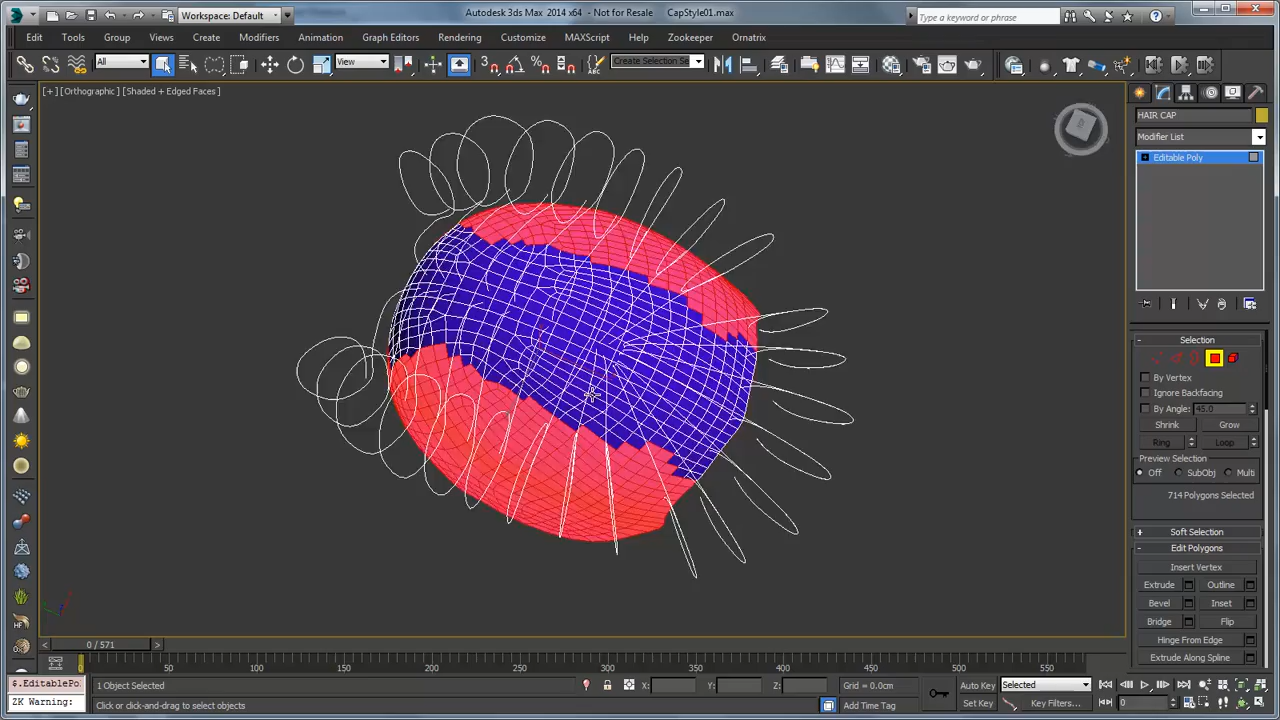 Workspace: Default
Autodesk 3ds Max 2014 x64 - Not for Resale CapStyle01.max
Type a keyword or phrase
Edit Tools Group Views Create Modifiers Animation Graph Editors Rendering Customize MAXScript Help Zookeeper Ornatrix
All View Create Selection Se
[+] [Orthographic] [Shaded + Edged Faces]
HAIR CAP
Modifier List
Editable Poly
Selection
By Vertex
Ignore Backfacing
By Angle: 45.0
Shrink Grow
Ring Loop
Preview Selection
Off SubObj Multi
714 Polygons Selected
Soft Selection
Edit Polygons
Insert Vertex
Extrude Outline
Bevel Inset
Bridge Flip
Hinge From Edge
Extrude Along Spline
0 / 571
0 50 100 150 200 250 300 350 400 450 500 550
$.EditablePo 1 Object Selected X: Y: Z: Grid = 0.0cm Auto Key Selected
ZK Warning: Click or click-and-drag to select objects Add Time Tag Set Key Key Filters... 0